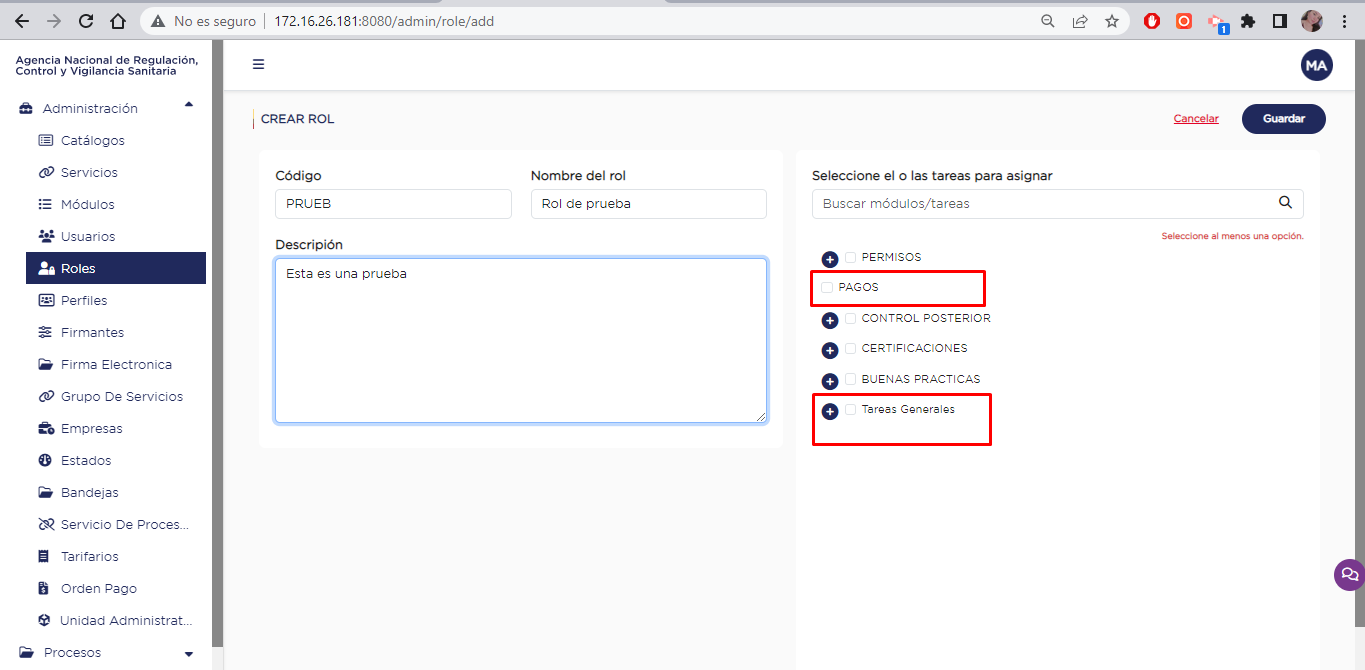 No es seguro
172.16.26.181:8080/admin/role/add
1
Agencia Nacional de Regulación,
Control y Vigilancia Sanitaria
MA
Administración
Catálogos
Servicios
Módulos
Usuarios
Roles
Perfiles
Firmantes
Firma Electronica
Grupo De Servicios
Empresas
Estados
Bandejas
Servicio De Proces...
Tarifarios
Orden Pago
Unidad Administrat...
Procesos
CREAR ROL
Cancelar
Guardar
Código
Nombre del rol
PRUEB
Rol de prueba
Descripión
Esta es una prueba
Seleccione el o las tareas para asignar
Buscar módulos/tareas
Seleccione al menos una opción.
PERMISOS
PAGOS
CONTROL POSTERIOR
CERTIFICACIONES
BUENAS PRACTICAS
Tareas Generales